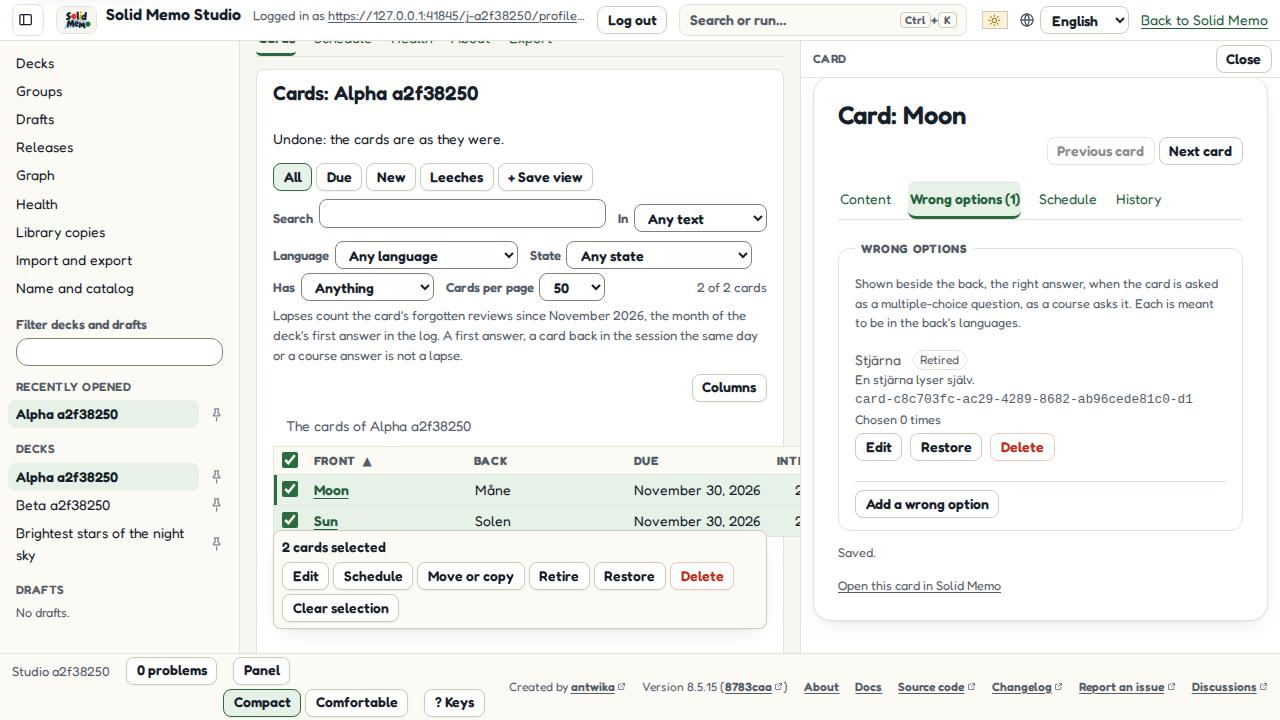 Solid Memo Studio
Logged in as https://127.0.0.1:41845/j-a2f38250/profile...
Log out
Search or run...
Ctrl+K
English
Back to Solid Memo
Decks
Groups
Drafts
Releases
Graph
Health
Library copies
Import and export
Name and catalog
Filter decks and drafts
RECENTLY OPENED
Alpha a2f38250
DECKS
Alpha a2f38250
Beta a2f38250
Brightest stars of the night
sky
DRAFTS
No drafts.
Cards: Alpha a2f38250
Undone: the cards are as they were.
All Due New Leeches + Save view
Search In Any text
Language Any language State Any state
Has Anything Cards per page 50 2 of 2 cards
Lapses count the card's forgotten reviews since November 2026, the month of the
deck's first answer in the log. A first answer, a card back in the session the same day
or a course answer is not a lapse.
Columns
The cards of Alpha a2f38250
FRONT ▲ BACK DUE INT
Moon Måne November 30, 2026 2
Sun Solen November 30, 2026 2
2 cards selected
Edit Schedule Move or copy Retire Restore Delete
Clear selection
CARD
Close
Card: Moon
Previous card Next card
Content Wrong options (1) Schedule History
WRONG OPTIONS
Shown beside the back, the right answer, when the card is asked
as a multiple-choice question, as a course asks it. Each is meant
to be in the back's languages.
Stjärna Retired
En stjärna lyser själv.
card-c8c703fc-ac29-4289-8682-ab96cede81c0-d1
Chosen 0 times
Edit Restore Delete
Add a wrong option
Saved.
Open this card in Solid Memo
Studio a2f38250 0 problems Panel
Compact Comfortable ? Keys
Created by antwika Version 8.5.15 (8783caa) About Docs Source code Changelog Report an issue Discussions